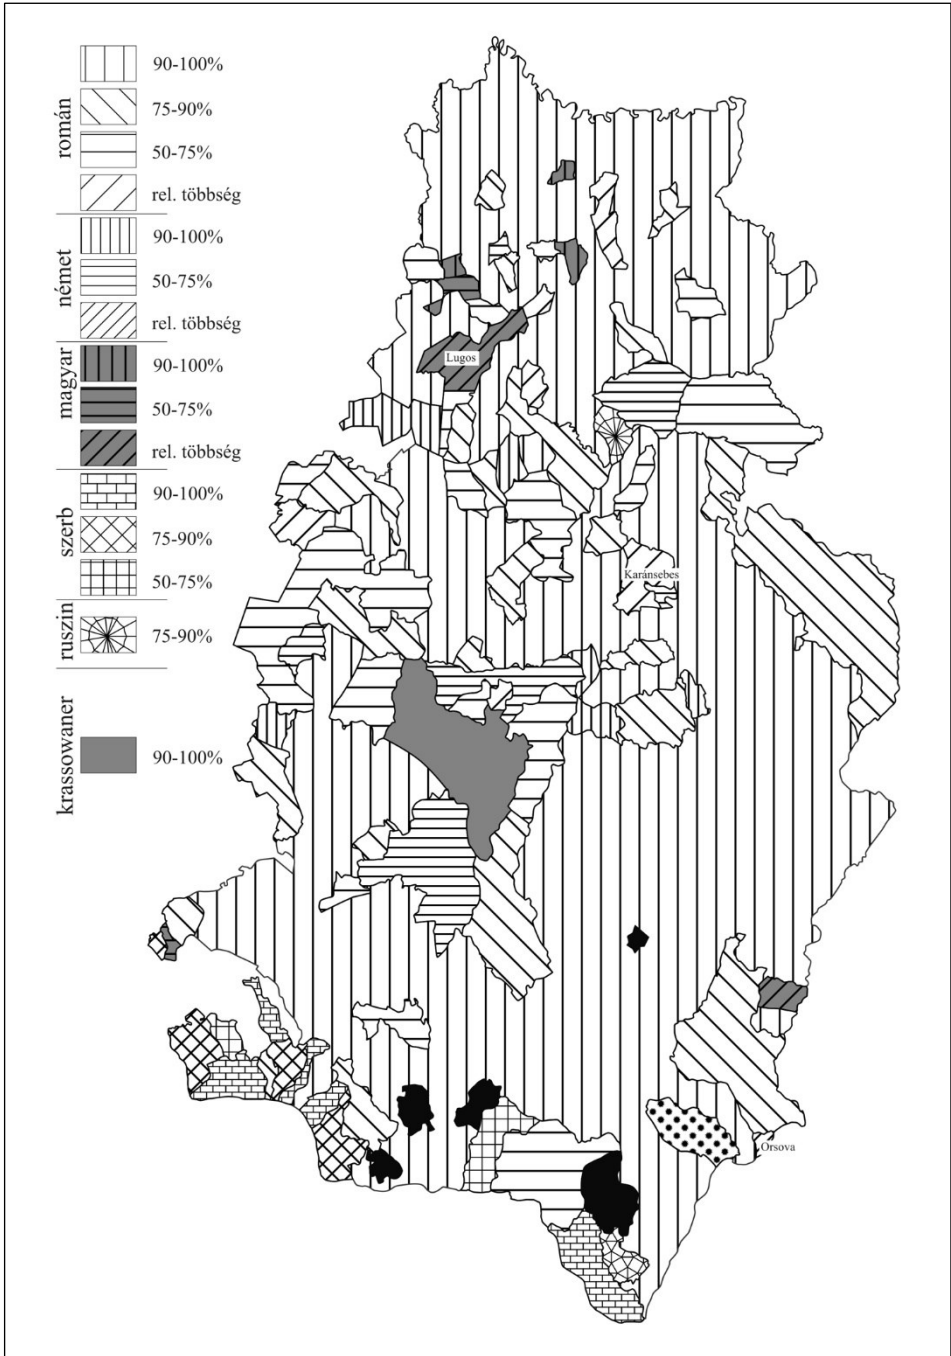 román
90-100%
75-90%
50-75%
rel. többség
német
90-100%
50-75%
rel. többség
magyar
90-100%
50-75%
rel. többség
szerb
90-100%
75-90%
50-75%
ruszin
75-90%
krassowaner
90-100%
Lugos
Karánsebes
Orsova